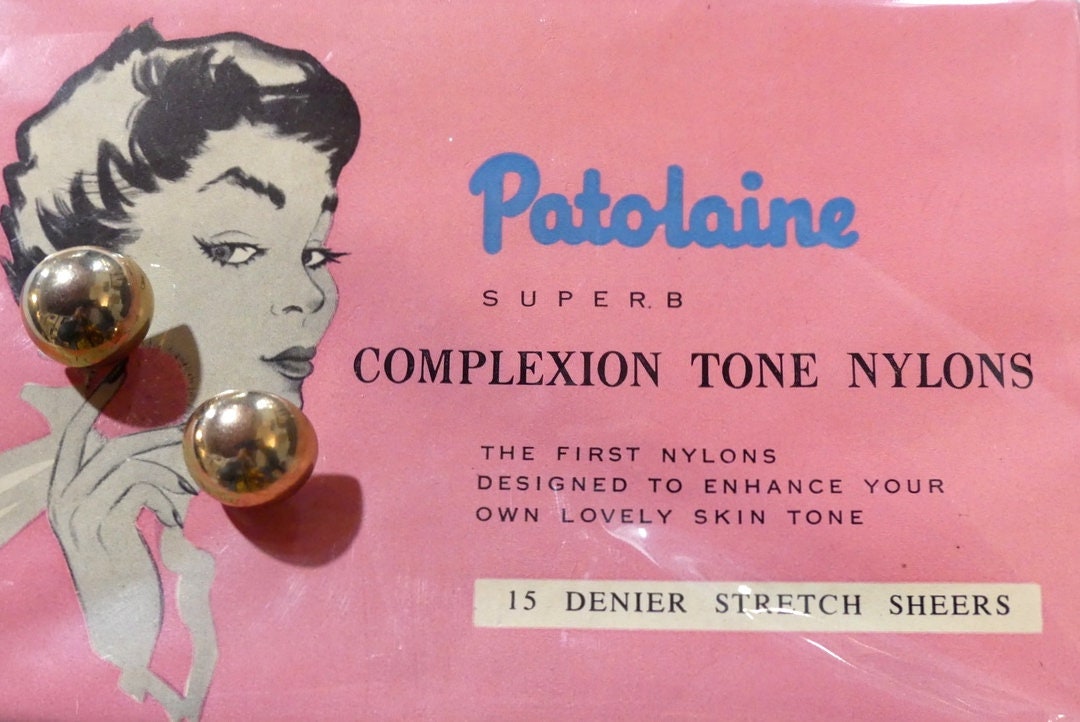 Patolaine
SUPER.B
COMPLEXION TONE NYLONS
THE FIRST NYLONS
DESIGNED TO ENHANCE YOUR
OWN LOVELY SKIN TONE
15 DENIER STRETCH SHEERS